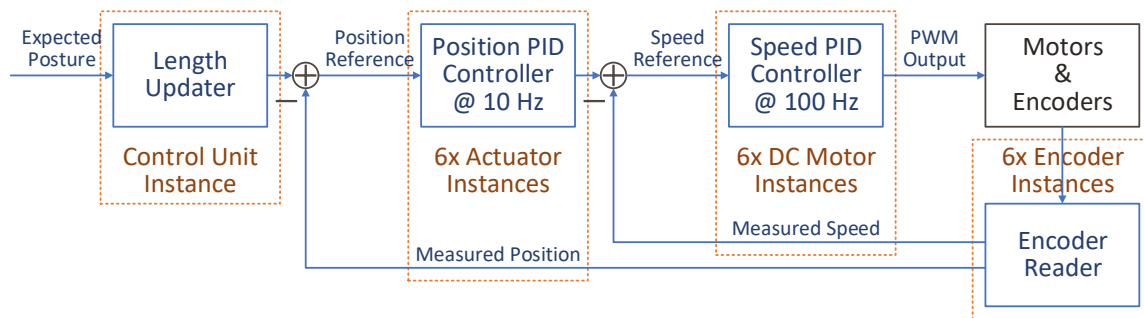 Expected
Posture
Length
Updater
Position
Reference
Position PID
Controller
@ 10 Hz
Speed
Reference
Speed PID
Controller
@ 100 Hz
PWM
Output
Motors
&
Encoders
Control Unit
Instance
6x Actuator
Instances
6x DC Motor
Instances
6x Encoder
Instances
Measured Speed
Measured Position
Encoder
Reader